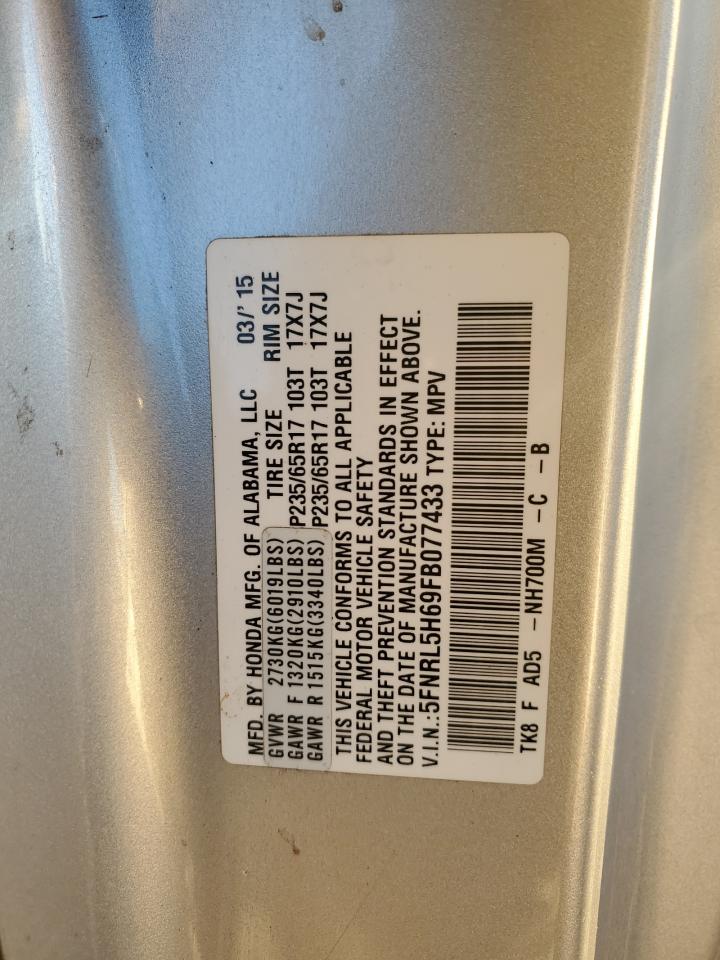 MFD. BY HONDA MFG. OF ALABAMA, LLC 03/'15
GVWR 2730KG(6019LBS) TIRE SIZE RIM SIZE
GAWR F 1320KG(2910LBS) P235/65R17 103T 17X7J
GAWR R 1515KG(3340LBS) P235/65R17 103T 17X7J
THIS VEHICLE CONFORMS TO ALL APPLICABLE
FEDERAL MOTOR VEHICLE SAFETY
AND THEFT PREVENTION STANDARDS IN EFFECT
ON THE DATE OF MANUFACTURE SHOWN ABOVE.
V.I.N.:5FNRL5H69FB077433 TYPE: MPV
TK8 F AD5 -NH700M -C -B